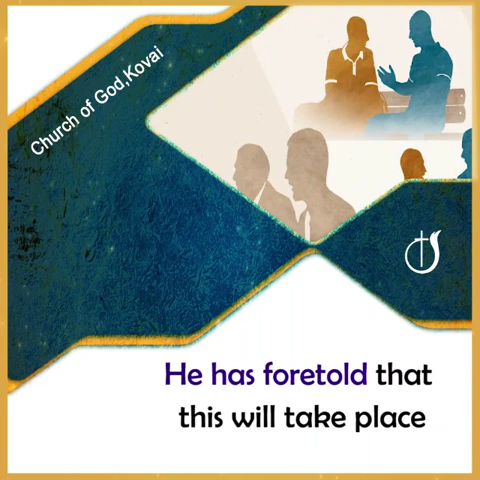 Church of God,Kovai
He has foretold that
this will take place